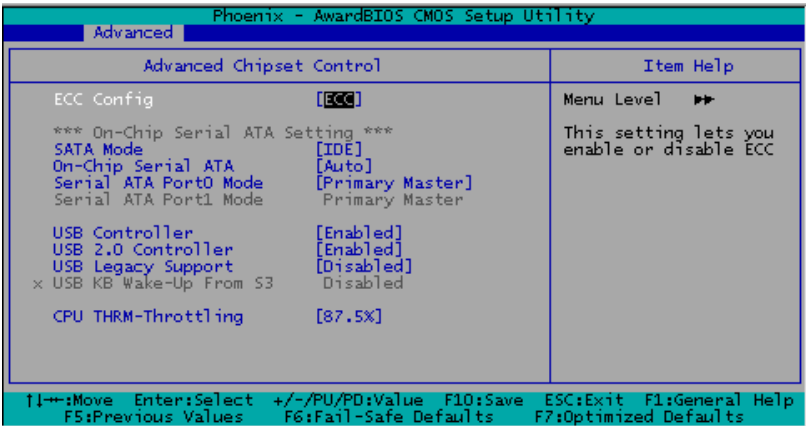 Phoenix - AwardBIOS CMOS Setup Utility
Advanced
Advanced Chipset Control
Item Help
ECC Config [ECC]
Menu Level ▶▶
*** On-Chip Serial ATA Setting ***
This setting lets you
SATA Mode [IDE]
enable or disable ECC
On-Chip Serial ATA [Auto]
Serial ATA Port0 Mode [Primary Master]
Serial ATA Port1 Mode Primary Master
USB Controller [Enabled]
USB 2.0 Controller [Enabled]
USB Legacy Support [Disabled]
x USB KB Wake-Up From S3 Disabled
CPU THRM-Throttling [87.5%]
↑↓→←:Move Enter:Select +/-/PU/PD:Value F10:Save ESC:Exit F1:General Help
F5:Previous Values F6:Fail-Safe Defaults F7:Optimized Defaults